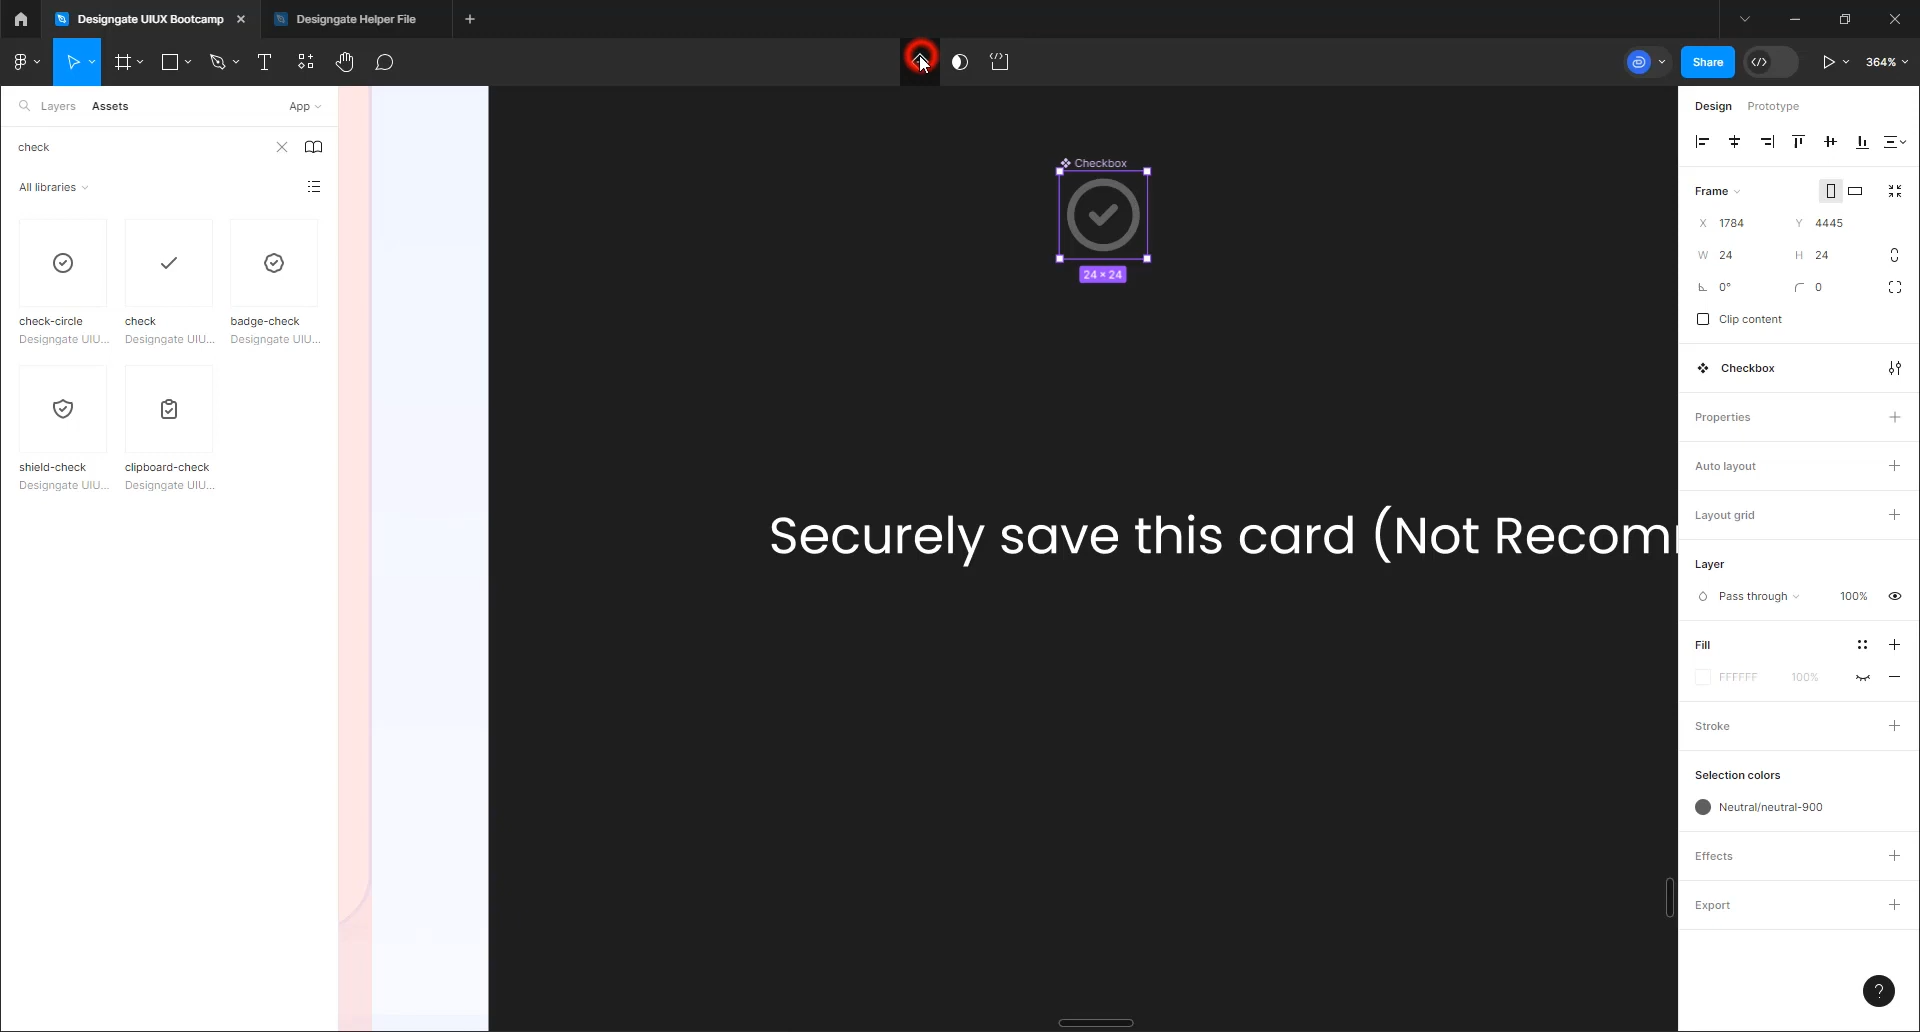 Designgate UIUX Bootcamp
Designgate Helper File
Share
364%
Layers
Assets
App
check
All libraries
check-circle
Designgate UIU...
check
Designgate UIU...
badge-check
Designgate UIU...
shield-check
Designgate UIU...
clipboard-check
Designgate UIU...
Checkbox
24 × 24
Securely save this card (Not Recom
Design
Prototype
Frame
X 1784
Y 4445
W 24
H 24
0°
0
Clip content
Checkbox
Properties
Auto layout
Layout grid
Layer
Pass through
100%
Fill
FFFFFF
100%
Stroke
Selection colors
Neutral/neutral-900
Effects
Export
?